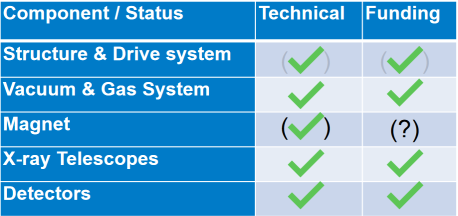 Component / Status Technical Funding
Structure & Drive system (✓) (✓)
Vacuum & Gas System ✓ ✓
Magnet (✓) (?)
X-ray Telescopes ✓ ✓
Detectors ✓ ✓